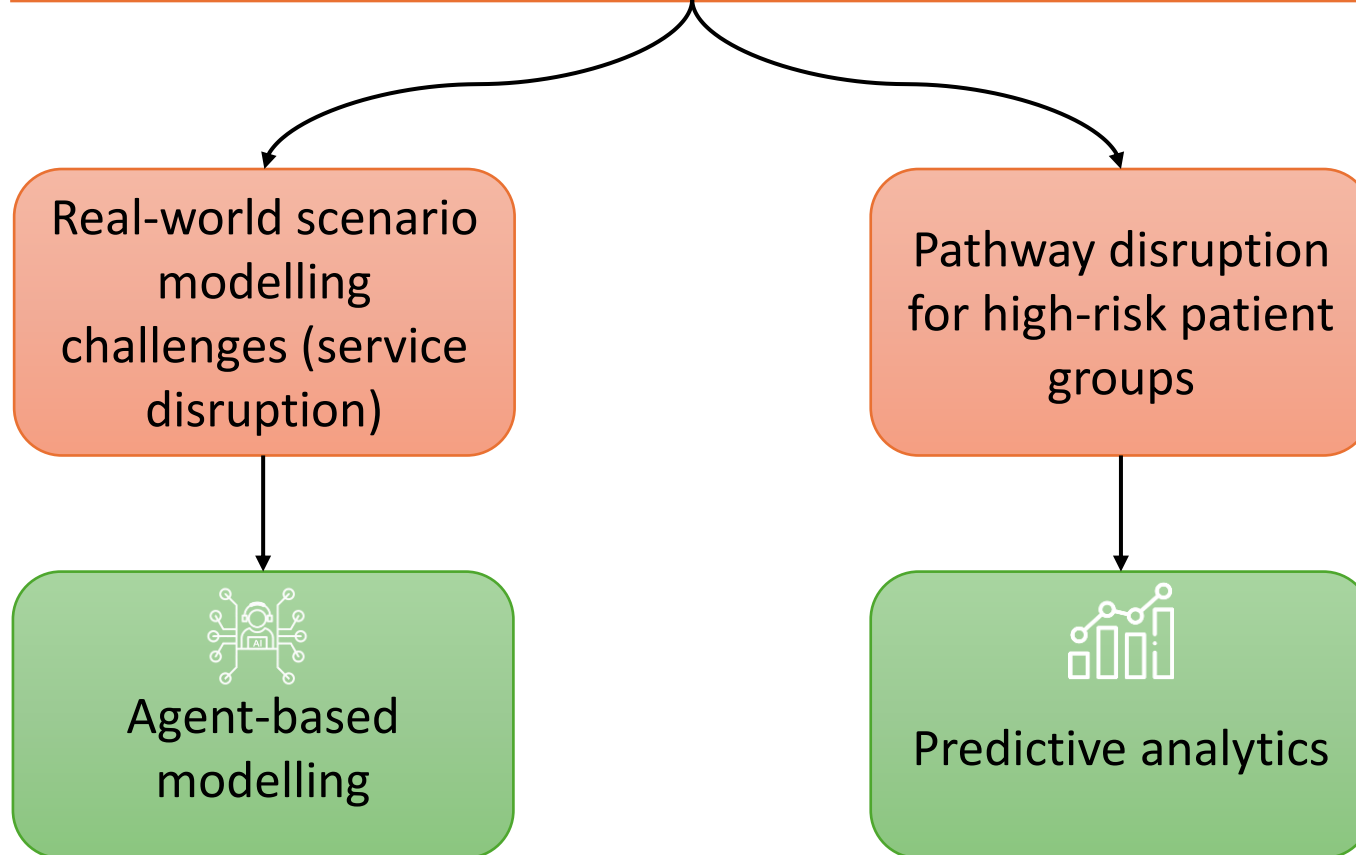 Real-world scenario
modelling
challenges (service
disruption)
Pathway disruption
for high-risk patient
groups
AI
Agent-based
modelling
Predictive analytics